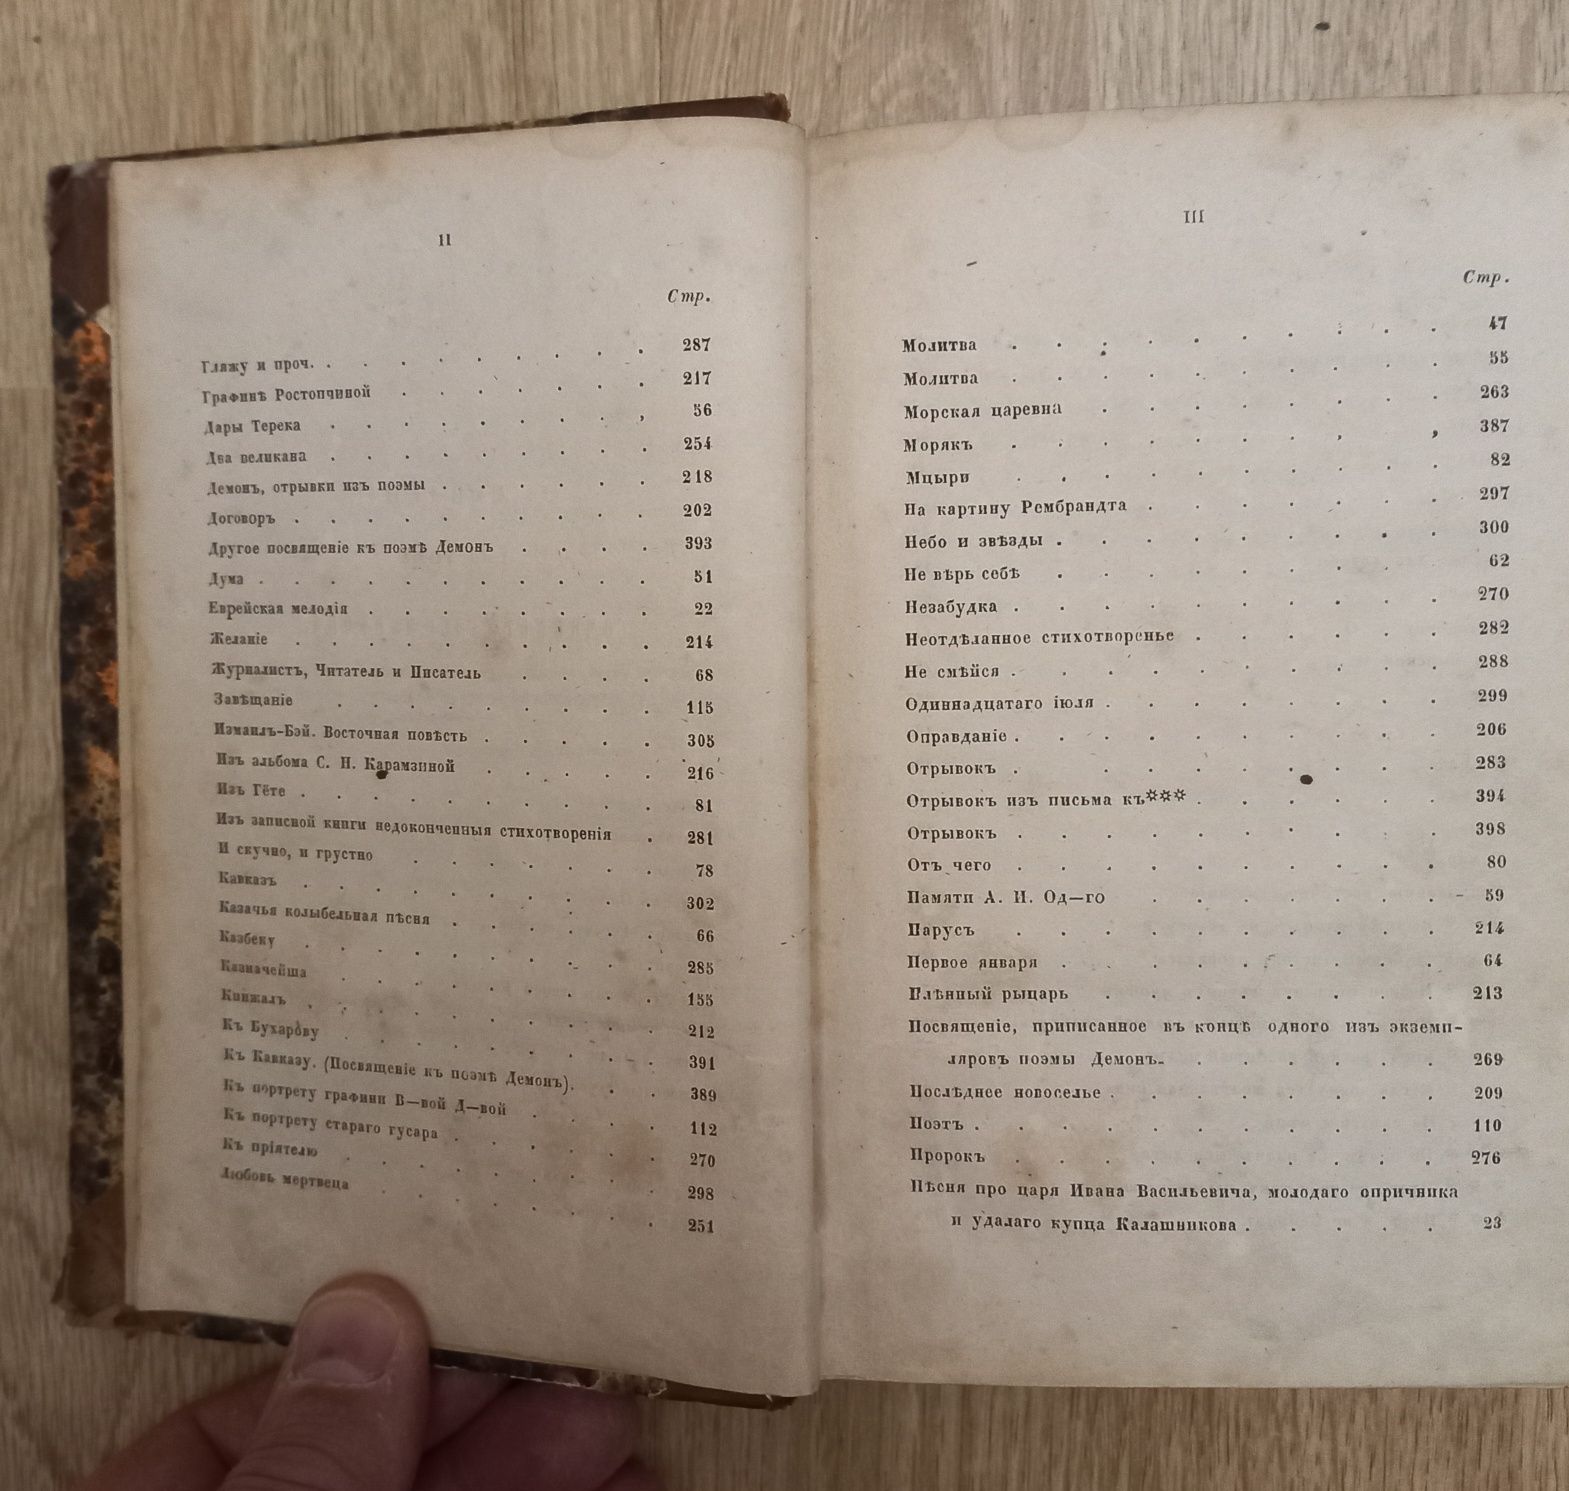 II
Стр.
Гляжу и проч. . . . . . . . . 287
Графинѣ Ростопчиной . . . . . . . 217
Дары Терека . . . . . . . . 56
Два великана . . . . . . . . . 254
Демонъ, отрывки изъ поэмы . . . . . . 218
Договоръ . . . . . . . . . . 202
Другое посвященіе къ поэмѣ Демонъ . . . . 393
Дума . . . . . . . . . . . 51
Еврейская мелодія . . . . . . . . 22
Желаніе . . . . . . . . . . 214
Журналистъ, Читатель и Писатель . . . . 68
Завѣщаніе . . . . . . . . . 115
Измаилъ-Бэй. Восточная повѣсть . . . . . 305
Изъ альбома С. Н. Карамзиной . . . . . 216
Изъ Гёте . . . . . . . . . . 81
Изъ записной книги недоконченныя стихотворенія . 281
И скучно, и грустно . . . . . . . 78
Кавказъ . . . . . . . . . . 302
Казачья колыбельная пѣсня . . . . . . 66
Казбеку . . . . . . . . . . 285
Казначейша . . . . . . . . . 155
Кинжалъ . . . . . . . . . . 212
Къ Бухарову . . . . . . . . . 391
Къ Кавказу. (Посвященіе къ поэмѣ Демонъ). . . 389
Къ портрету графини В—вой Д—вой . . . . 112
Къ портрету стараго гусара . . . . . . 270
Къ пріятелю . . . . . . . . . 298
Любовь мертвеца . . . . . . . . 251
III
Стр.
Молитва . . . . . . . . . . 47
Молитва . . . . . . . . . . 55
Морская царевна . . . . . . . . 263
Морякъ . . . . . . . . . . 387
Мцыри . . . . . . . . . . 82
На картину Рембрандта . . . . . . . 297
Небо и звѣзды . . . . . . . . . 300
Не вѣрь себѣ . . . . . . . . . 62
Незабудка . . . . . . . . . . 270
Неотдѣланное стихотворенье . . . . . . 282
Не смѣйся . . . . . . . . . . 288
Одиннадцатаго іюля . . . . . . . . 299
Оправданіе . . . . . . . . . . 206
Отрывокъ . . . . . . . . . 283
Отрывокъ изъ письма къ*** . . . . . . 394
Отрывокъ . . . . . . . . . . 398
Отъ чего . . . . . . . . . . 80
Памяти А. И. Од—го . . . . . . . 59
Парусъ . . . . . . . . . . 214
Первое января . . . . . . . . . 64
Плѣнный рыцарь . . . . . . . . 213
Посвященіе, приписанное въ концѣ одного изъ экземп-
ляровъ поэмы Демонъ. . . . . . . 269
Послѣднее новоселье . . . . . . . . 209
Поэтъ . . . . . . . . . . . 110
Пророкъ . . . . . . . . . . 276
Пѣсня про царя Ивана Васильевича, молодаго опричника
и удалаго купца Калашникова . . . . . 23